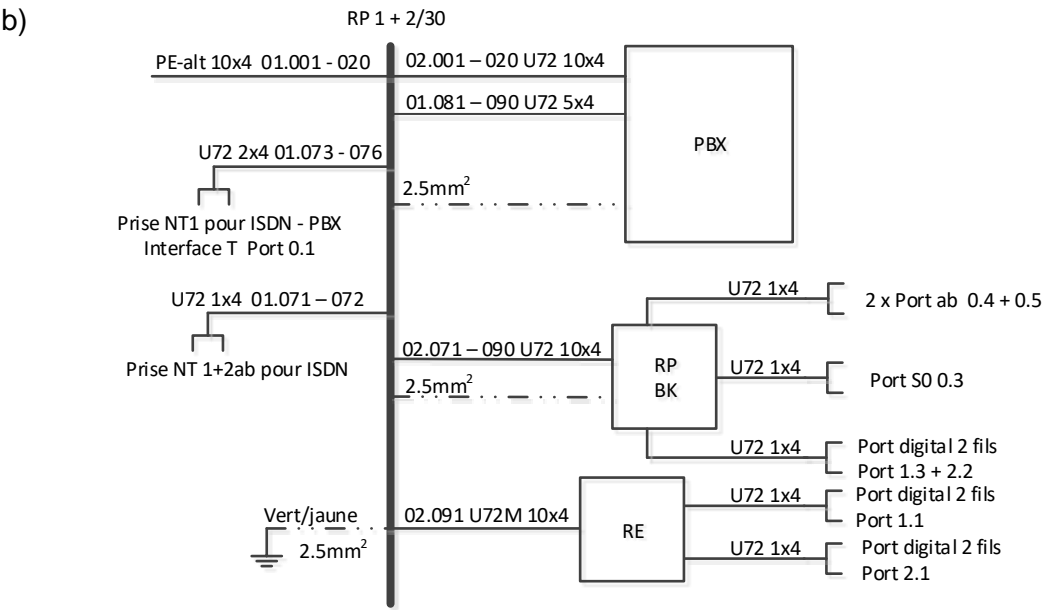 b)
RP 1 + 2/30
PE-alt 10x4 01.001 - 020
02.001 – 020 U72 10x4
01.081 – 090 U72 5x4
PBX
U72 2x4 01.073 - 076
2.5mm²
Prise NT1 pour ISDN - PBX
Interface T Port 0.1
U72 1x4 01.071 – 072
Prise NT 1+2ab pour ISDN
U72 1x4
2 x Port ab 0.4 + 0.5
02.071 – 090 U72 10x4
RP
BK
U72 1x4
Port S0 0.3
2.5mm²
U72 1x4
Port digital 2 fils
Port 1.3 + 2.2
Vert/jaune
2.5mm²
02.091 U72M 10x4
RE
U72 1x4
Port digital 2 fils
Port 1.1
U72 1x4
Port digital 2 fils
Port 2.1